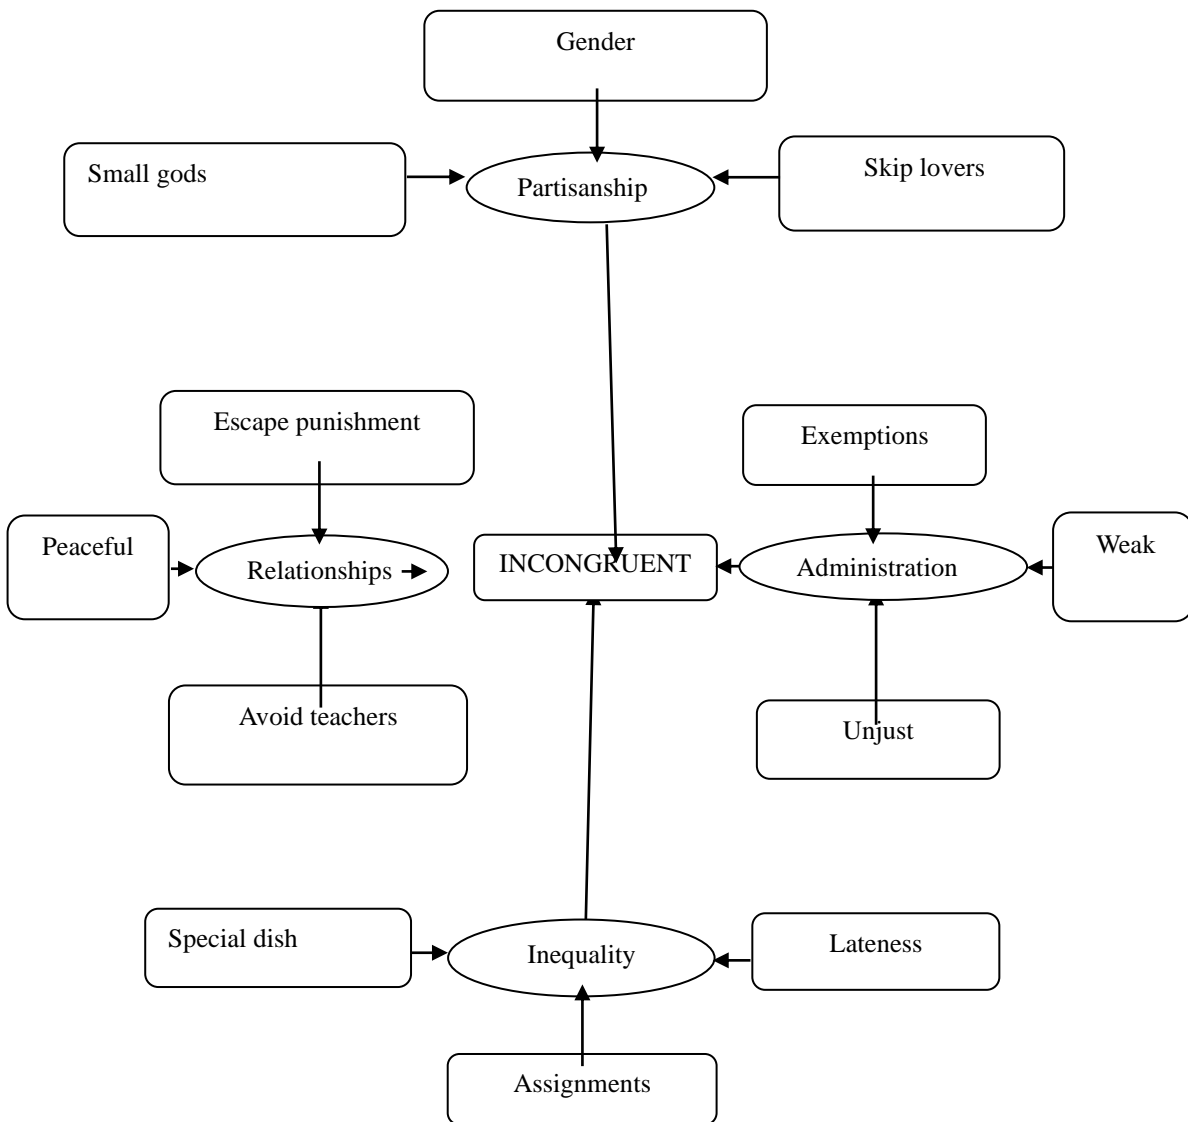 Gender
Small gods
Partisanship
Skip lovers
Escape punishment
Exemptions
Peaceful
Relationships
INCONGRUENT
Administration
Weak
Avoid teachers
Unjust
Special dish
Inequality
Lateness
Assignments